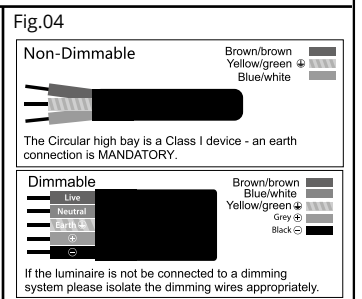 Fig.04
Non-Dimmable
Brown/brown
Yellow/green ⏚
Blue/white
The Circular high bay is a Class I device - an earth
connection is MANDATORY.
Dimmable
Live
Neutral
Earth ⏚
⊕
⊖
Brown/brown
Blue/white
Yellow/green ⏚
Grey ⊕
Black ⊖
If the luminaire is not be connected to a dimming
system please isolate the dimming wires appropriately.